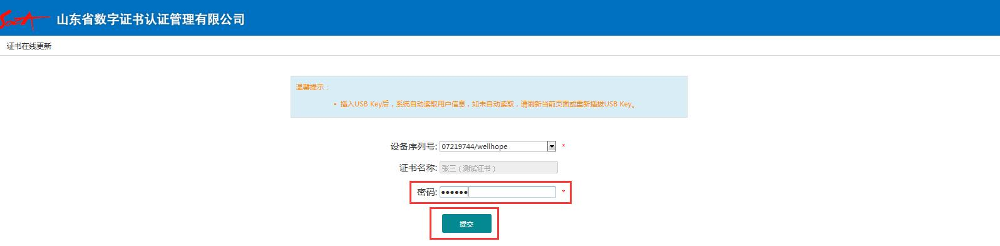 SDCA 山东省数字证书认证管理有限公司
证书在线更新
温馨提示：
• 插入USB Key后，系统自动读取用户信息，如未自动读取，请刷新当前页面或重新插拔USB Key。
设备序列号: 07219744/wellhope *
证书名称: 张三（测试证书）
密码: •••••• *
提交